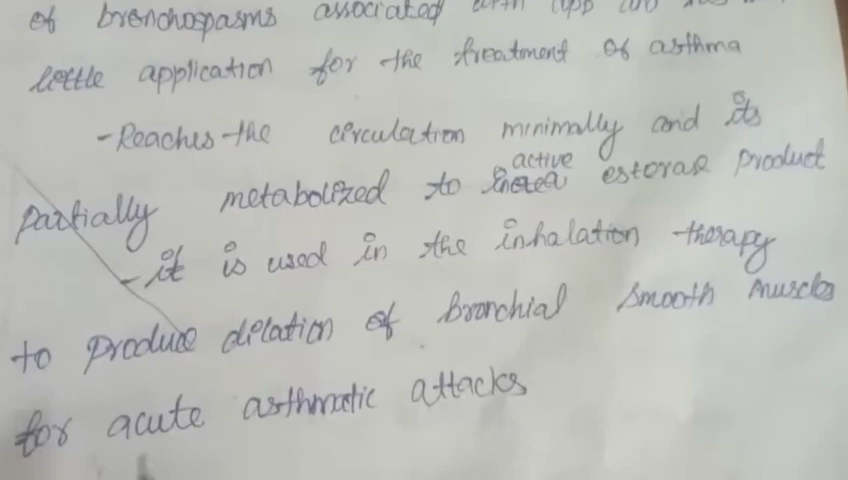 of bronchospasms associated with
little application for the treatment of asthma
- Reaches the circulation minimally and its
active
partially metabolized to esterase product
- it is used in the inhalation therapy
to produce dilation of bronchial smooth muscles
for acute asthmatic attacks